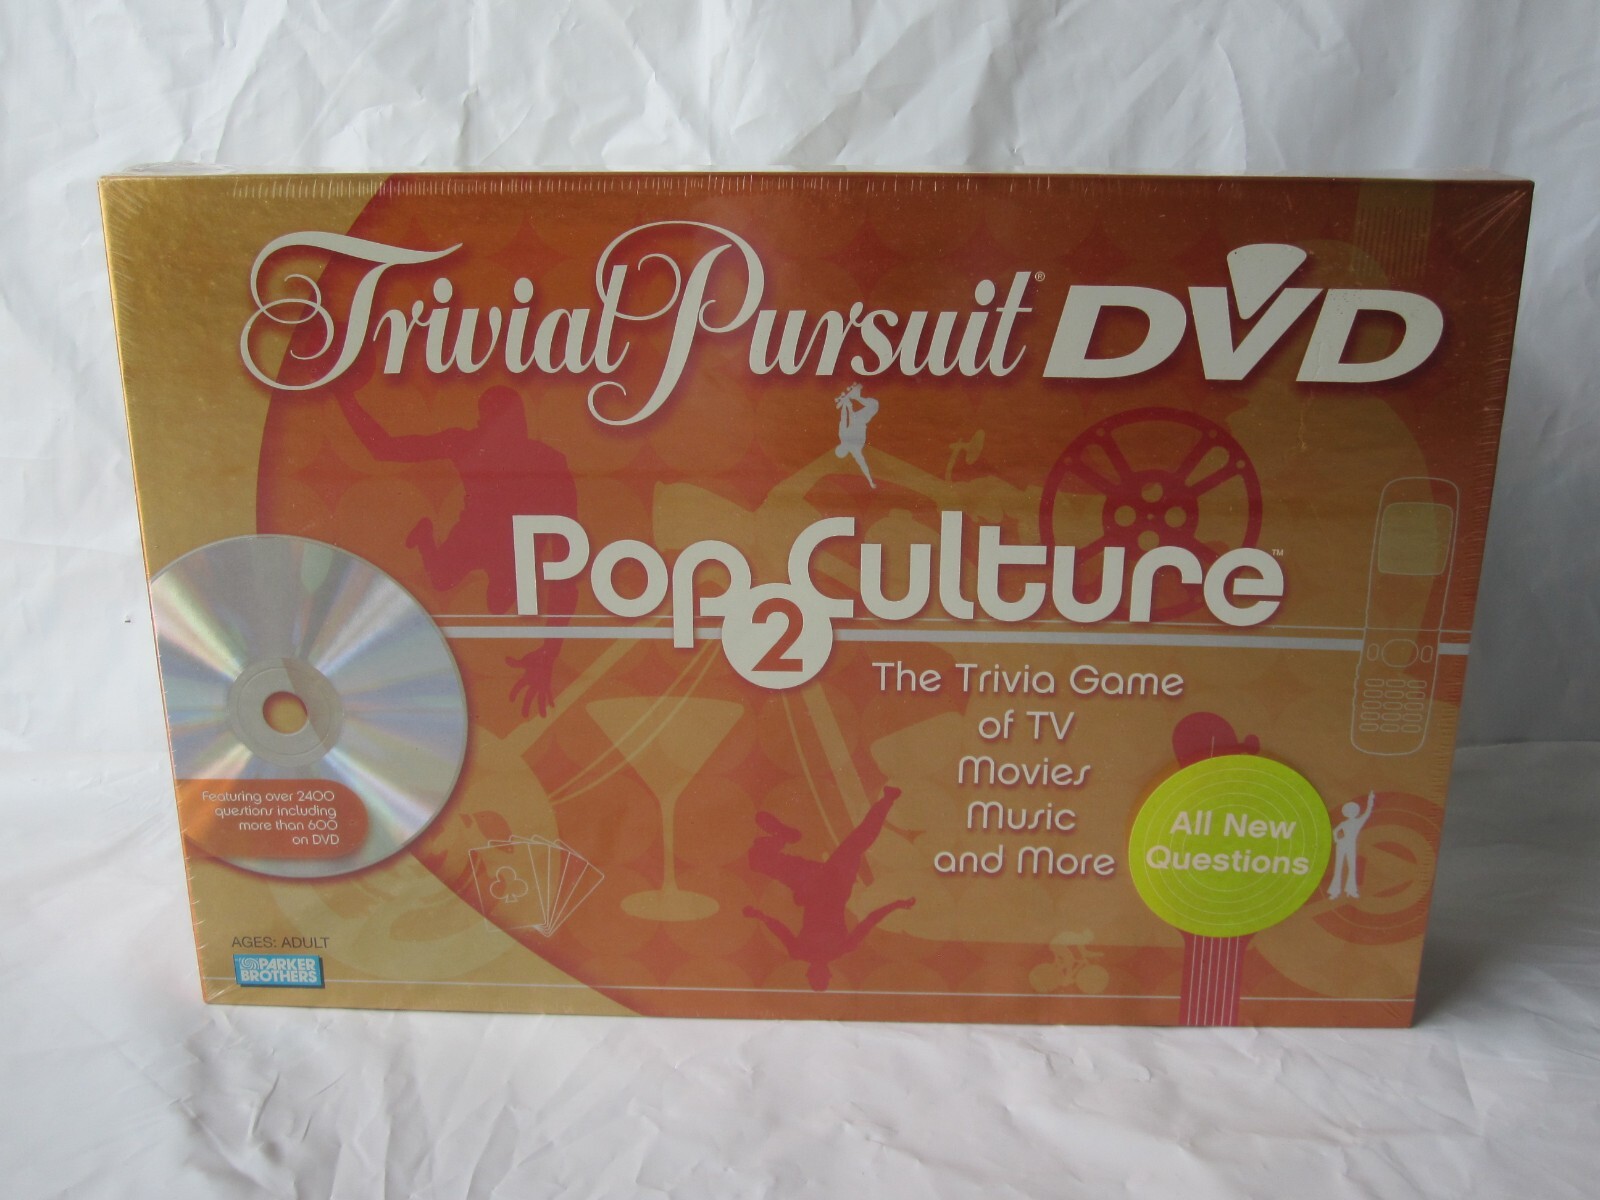 Trivial Pursuit® DVD
Pop Culture™
2
The Trivia Game
of TV
Movies
Music
and More
All New
Questions
Featuring over 2400
questions including
more than 600
on DVD
AGES: ADULT
PARKER
BROTHERS